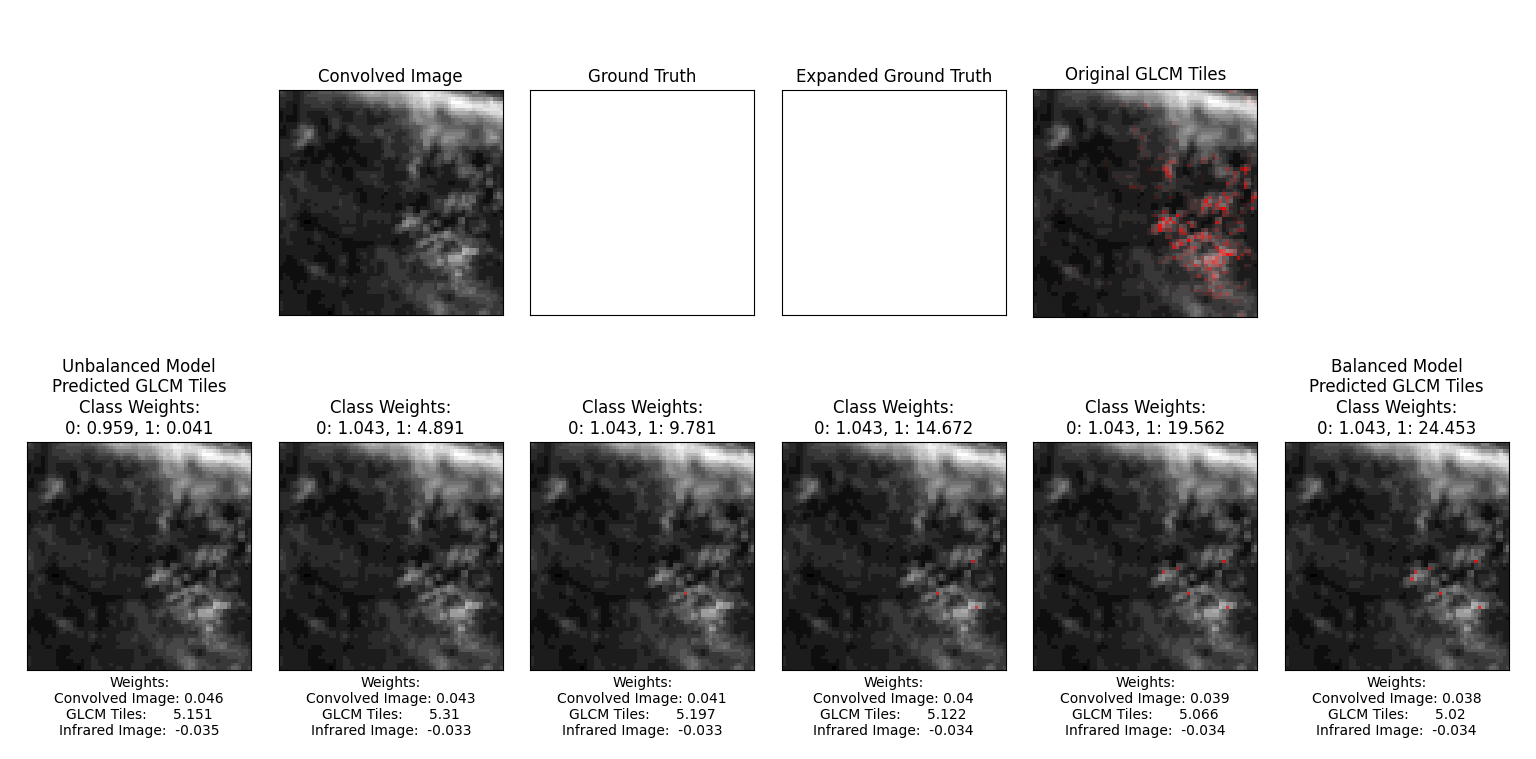 Convolved Image
Ground Truth
Expanded Ground Truth
Original GLCM Tiles
Unbalanced Model
Predicted GLCM Tiles
Class Weights:
0: 0.959, 1: 0.041
Class Weights:
0: 1.043, 1: 4.891
Class Weights:
0: 1.043, 1: 9.781
Class Weights:
0: 1.043, 1: 14.672
Class Weights:
0: 1.043, 1: 19.562
Balanced Model
Predicted GLCM Tiles
Class Weights:
0: 1.043, 1: 24.453
Weights:
Convolved Image: 0.046
GLCM Tiles: 5.151
Infrared Image: -0.035
Weights:
Convolved Image: 0.043
GLCM Tiles: 5.31
Infrared Image: -0.033
Weights:
Convolved Image: 0.041
GLCM Tiles: 5.197
Infrared Image: -0.033
Weights:
Convolved Image: 0.04
GLCM Tiles: 5.122
Infrared Image: -0.034
Weights:
Convolved Image: 0.039
GLCM Tiles: 5.066
Infrared Image: -0.034
Weights:
Convolved Image: 0.038
GLCM Tiles: 5.02
Infrared Image: -0.034